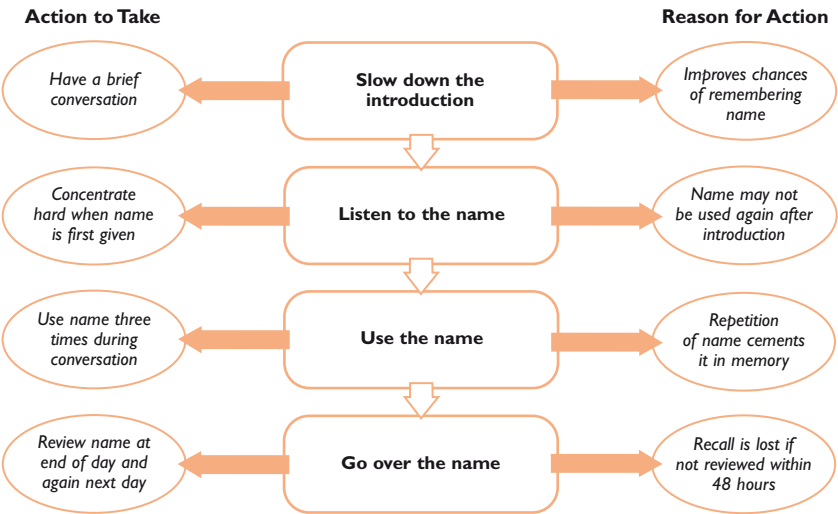 Action to Take
Reason for Action
Have a brief
conversation
Slow down the
introduction
Improves chances
of remembering
name
Concentrate
hard when name
is first given
Listen to the name
Name may not
be used again after
introduction
Use name three
times during
conversation
Use the name
Repetition
of name cements
it in memory
Review name at
end of day and
again next day
Go over the name
Recall is lost if
not reviewed within
48 hours